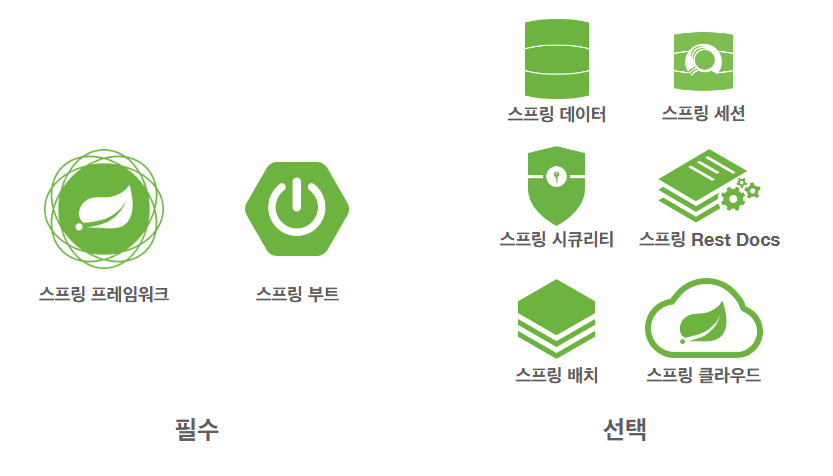 스프링 데이터
스프링 세션
스프링 시큐리티
스프링 Rest Docs
스프링 프레임워크
스프링 부트
스프링 배치
스프링 클라우드
필수
선택